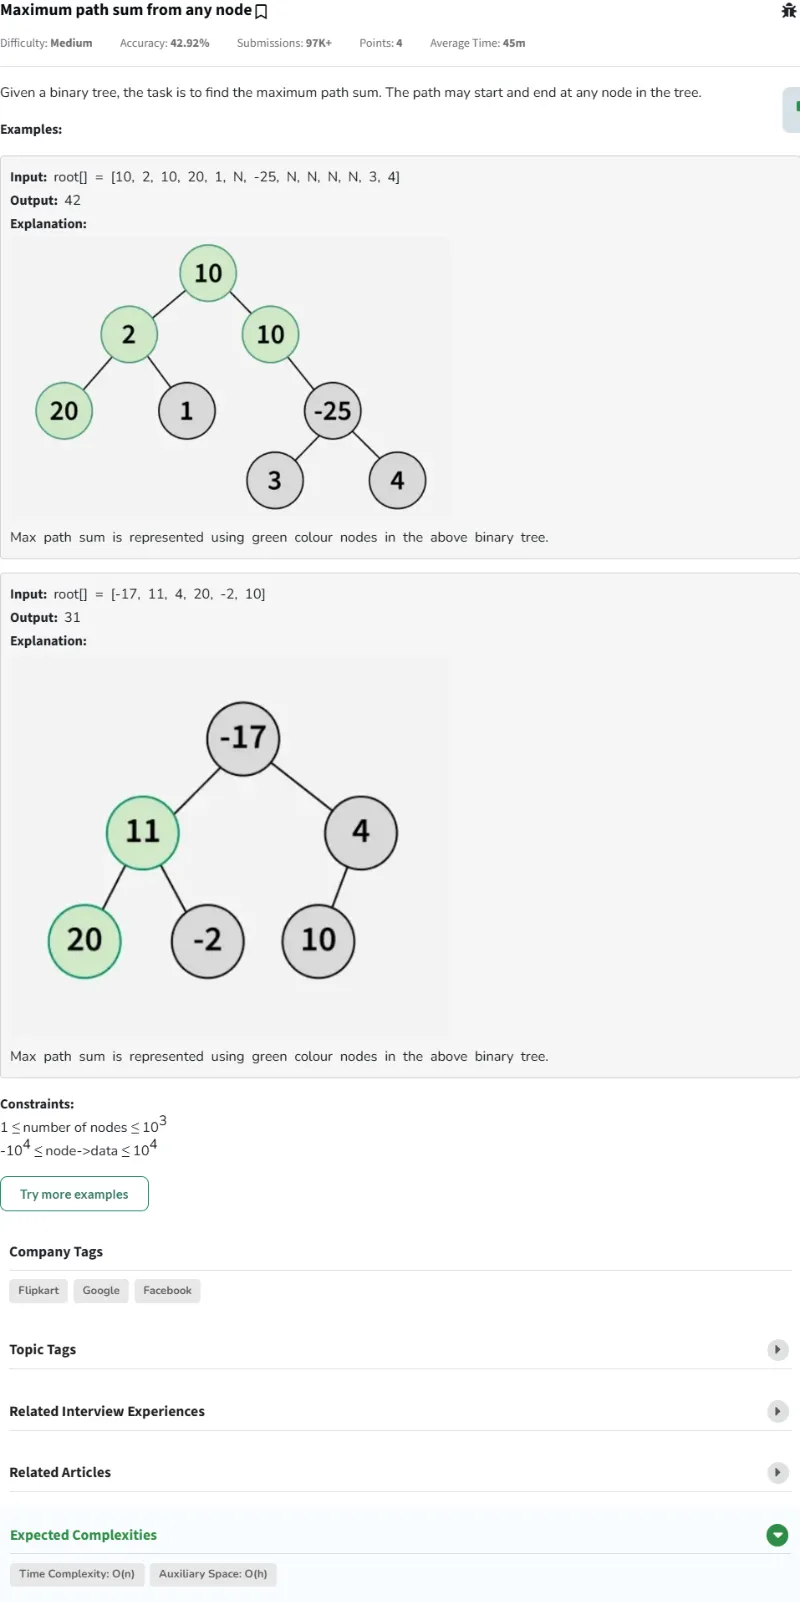 Maximum path sum from any node
Difficulty: Medium Accuracy: 42.92% Submissions: 97K+ Points: 4 Average Time: 45m
Given a binary tree, the task is to find the maximum path sum. The path may start and end at any node in the tree.
Examples:
Input: root[] = [10, 2, 10, 20, 1, N, -25, N, N, N, N, 3, 4]
Output: 42
Explanation:
10
2 10
20 1 -25
3 4
Max path sum is represented using green colour nodes in the above binary tree.
Input: root[] = [-17, 11, 4, 20, -2, 10]
Output: 31
Explanation:
-17
11 4
20 -2 10
Max path sum is represented using green colour nodes in the above binary tree.
Constraints:
1 ≤ number of nodes ≤ 10^3
-10^4 ≤ node->data ≤ 10^4
Try more examples
Company Tags
Flipkart Google Facebook
Topic Tags
Related Interview Experiences
Related Articles
Expected Complexities
Time Complexity: O(n) Auxiliary Space: O(h)